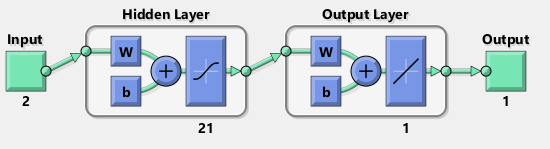 Hidden Layer Output Layer
Input Output
W W
b b
2 1
21 1